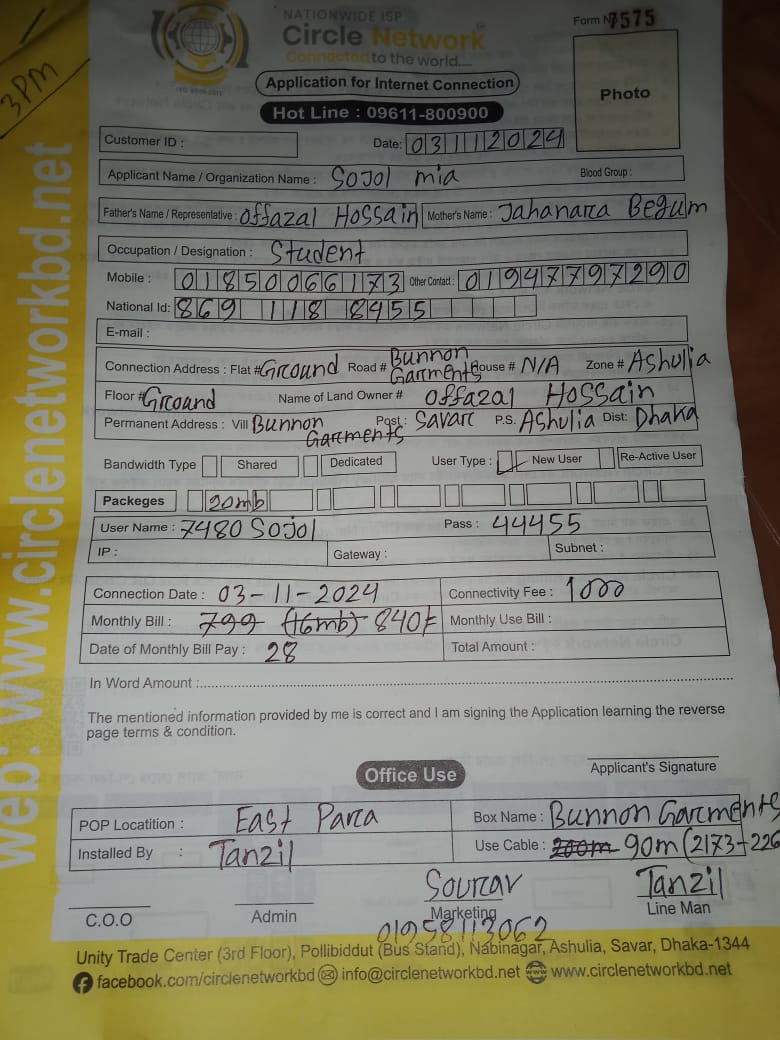 NATIONWIDE ISP
Circle Network
Connected to the world....
Form N 7575
3PM
Application for Internet Connection
Hot Line : 09611-800900
Photo
Customer ID :
Date: 03112024
Applicant Name / Organization Name : Sojol mia Blood Group :
Father's Name / Representative : Offazal Hossain Mother's Name : Jahanara Begum
Occupation / Designation : Student
Mobile : 01850066173 Other Contact : 01947797290
National Id: 869 118 8455
E-mail :
Connection Address : Flat # Ground Road # Bunnon Garments House # N/A Zone # Ashulia
Floor # Ground Name of Land Owner # Offazal Hossain
Permanent Address : Vill Bunnon Garments Post : Savar P.S. Ashulia Dist: Dhaka
Bandwidth Type Shared Dedicated User Type : New User Re-Active User
Packeges 20mb
User Name : 7480 Sojol Pass : 44455
IP : Gateway : Subnet :
Connection Date : 03-11-2024 Connectivity Fee : 1000
Monthly Bill : 799 (16mb) 840/= Monthly Use Bill :
Date of Monthly Bill Pay : 28 Total Amount :
In Word Amount :
The mentioned information provided by me is correct and I am signing the Application learning the reverse
page terms & condition.
Applicant's Signature
Office Use
POP Locatition : East Para Box Name : Bunnon Garments
Installed By : Tanzil Use Cable : 200m 90m (2173-226
Sourav Tanzil
C.O.O Admin Marketing Line Man
01958113062
Unity Trade Center (3rd Floor), Pollibiddut (Bus Stand), Nabinagar, Ashulia, Savar, Dhaka-1344
facebook.com/circlenetworkbd info@circlenetworkbd.net www.circlenetworkbd.net
web: www.circlenetworkbd.net